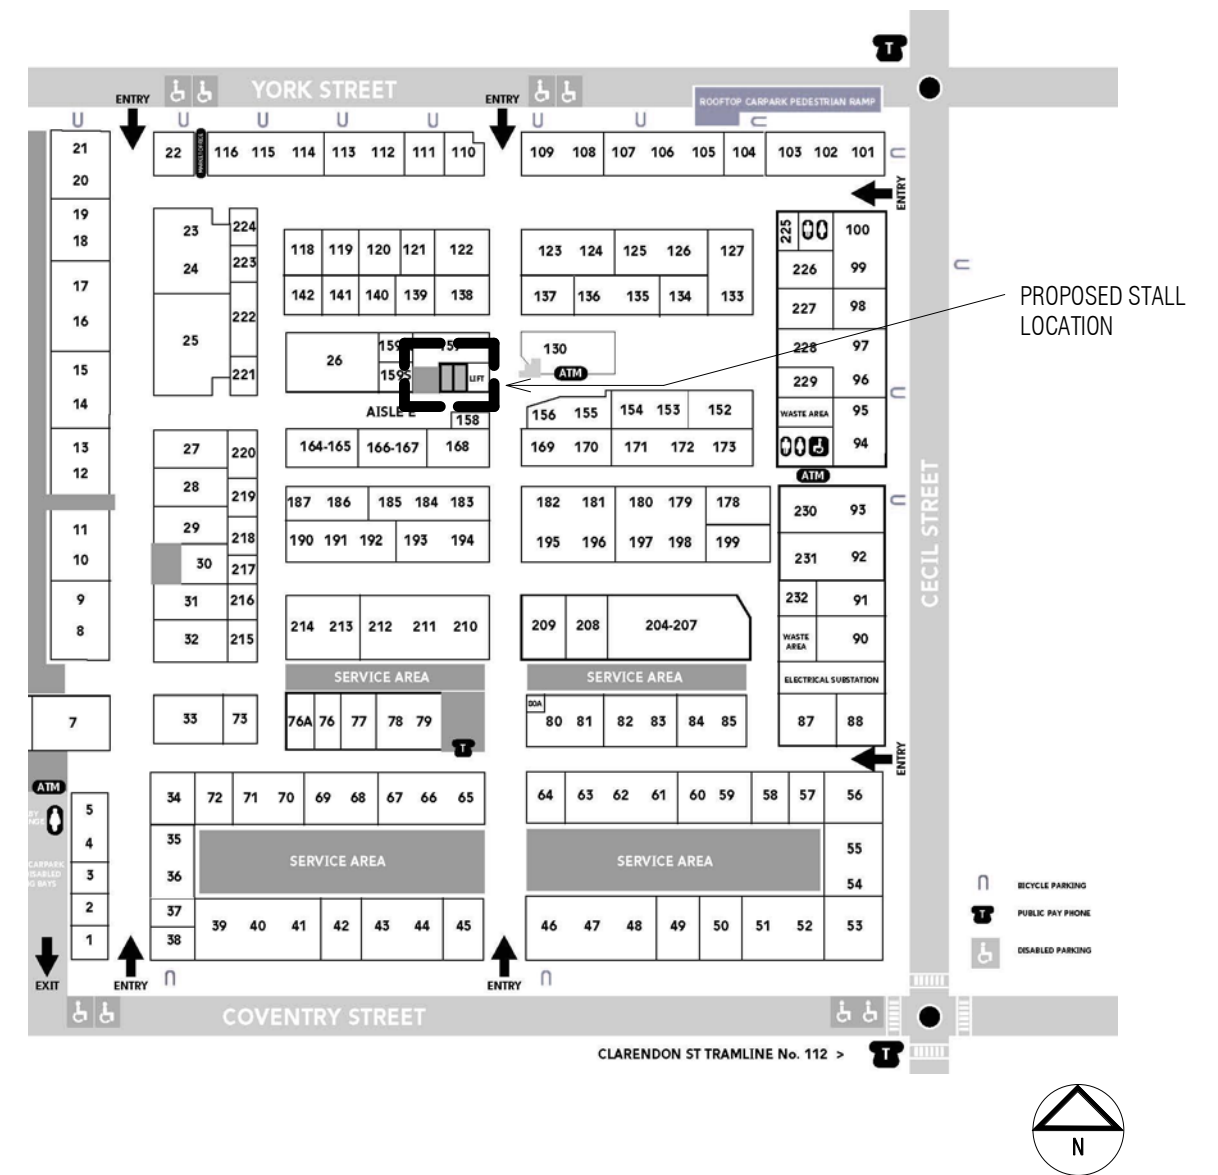 T
YORK STREET
ENTRY
ENTRY
ROOFTOP CARPARK PEDESTRIAN RAMP
21
22
116 115 114 113 112 111 110
109 108 107 106 105 104 103 102 101
20
ENTRY
19
18
23
224
225
100
24
223
118 119 120 121 122
123 124 125 126 127
226
99
17
142 141 140 139 138
137 136 135 134 133
227
98
PROPOSED STALL
LOCATION
16
222
25
26
159
130
228
97
15
221
LIFT
ATM
229
96
14
AISLE
158
156 155 154 153 152
WASTE AREA
95
13
27
220
164-165 166-167 168
169 170 171 172 173
94
12
ATM
28
219
11
187 186 185 184 183
182 181 180 179 178
230
93
29
218
190 191 192 193 194
195 196 197 198 199
10
30
217
231
92
CECIL STREET
9
31
216
232
91
8
32
215
214 213 212 211 210
209 208 204-207
WASTE
AREA
90
SERVICE AREA
SERVICE AREA
ELECTRICAL SUBSTATION
7
33
73
76A 76 77 78 79
80 81 82 83 84 85
87 88
T
ENTRY
ATM
5
34 72 71 70 69 68 67 66 65
64 63 62 61 60 59 58 57 56
4
35
SERVICE AREA
SERVICE AREA
55
3
36
54
BICYCLE PARKING
2
37
T
PUBLIC PAY PHONE
1
38
39 40 41 42 43 44 45
46 47 48 49 50 51 52 53
DISABLED PARKING
EXIT
ENTRY
ENTRY
COVENTRY STREET
CLARENDON ST TRAMLINE No. 112 >
T
N